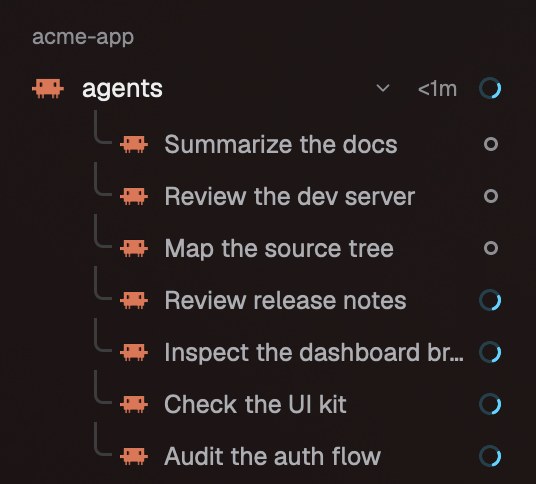 acme-app
agents <1m
Summarize the docs
Review the dev server
Map the source tree
Review release notes
Inspect the dashboard br...
Check the UI kit
Audit the auth flow